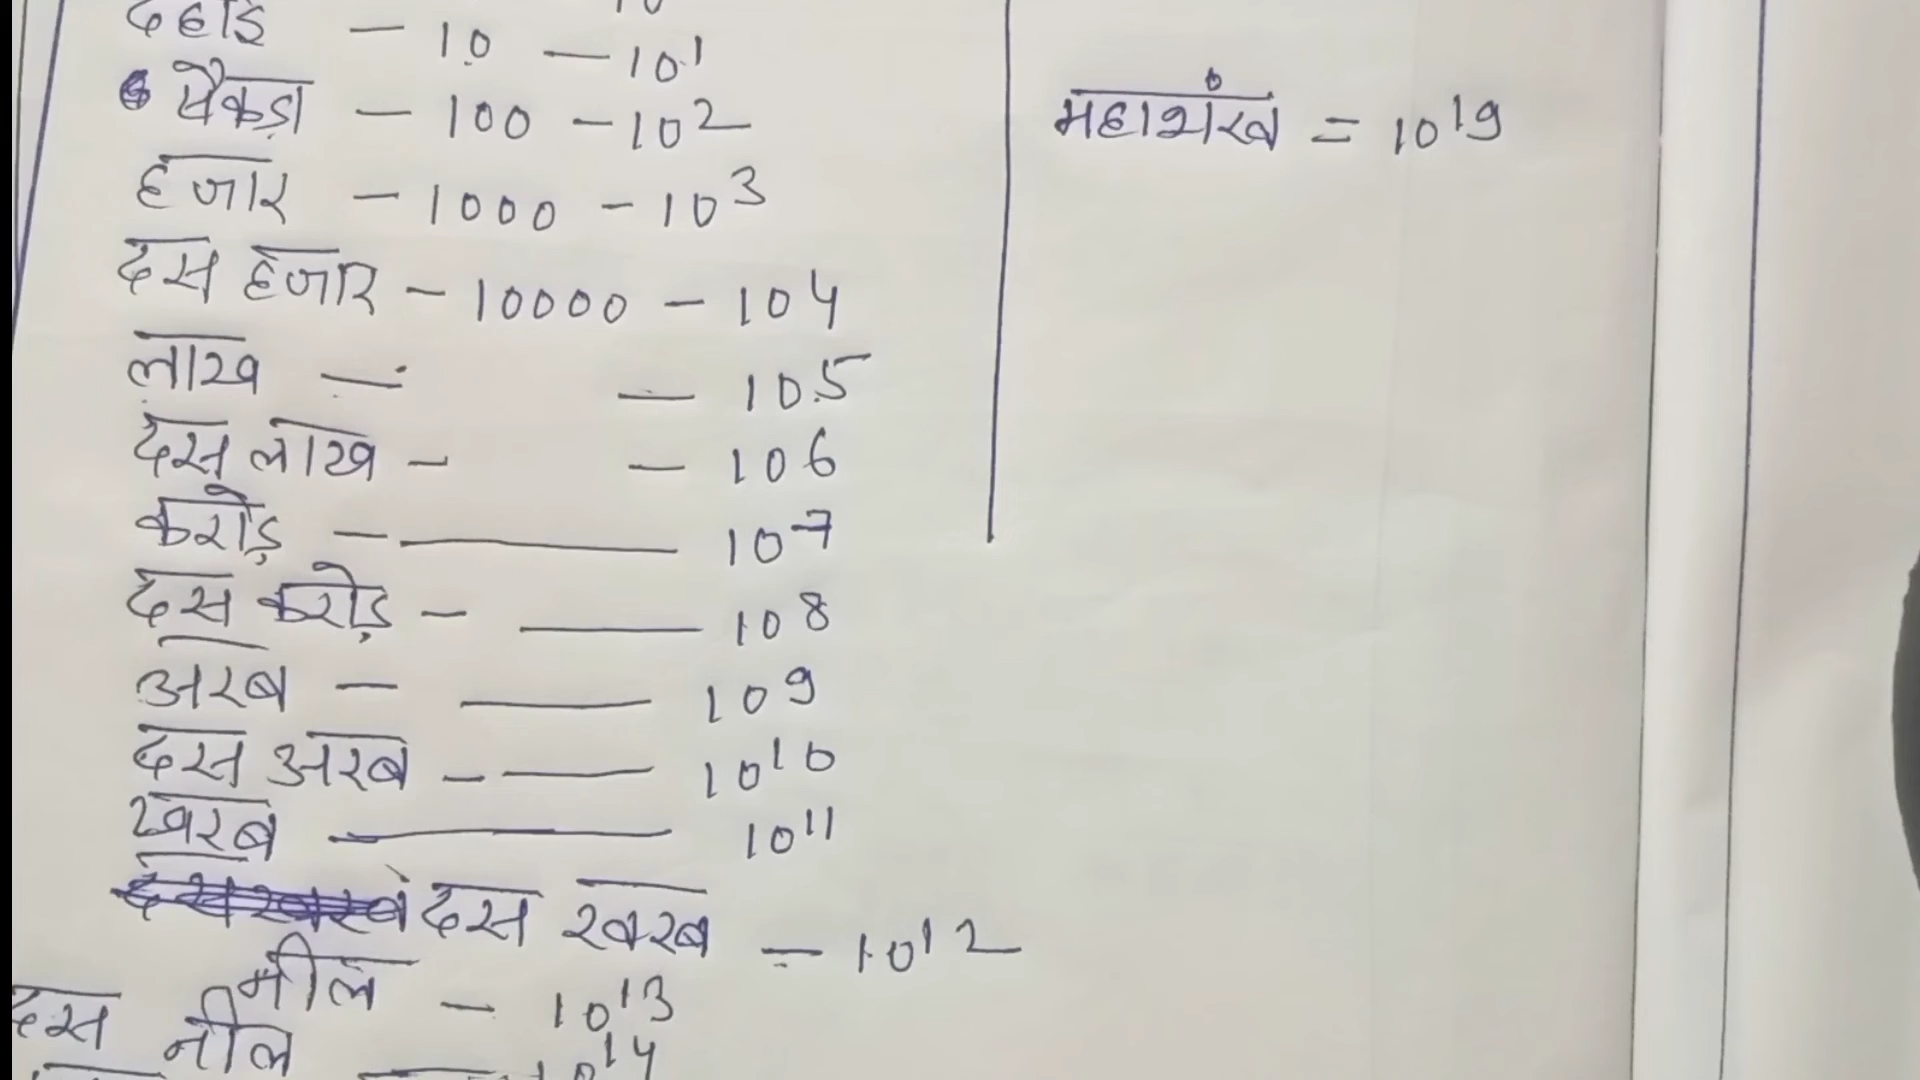 दहाई - 10 - 10¹
सैकड़ा - 100 - 10²
हजार - 1000 - 10³
दस हजार - 10000 - 10⁴
लाख - - 10⁵
दस लाख - - 10⁶
करोड़ - 10⁷
दस करोड़ - 10⁸
अरब - 10⁹
दस अरब - 10¹⁰
खरब - 10¹¹
दस खरब - 10¹²
नील - 10¹³
दस नील 10¹⁴
महाशंख = 10¹⁹